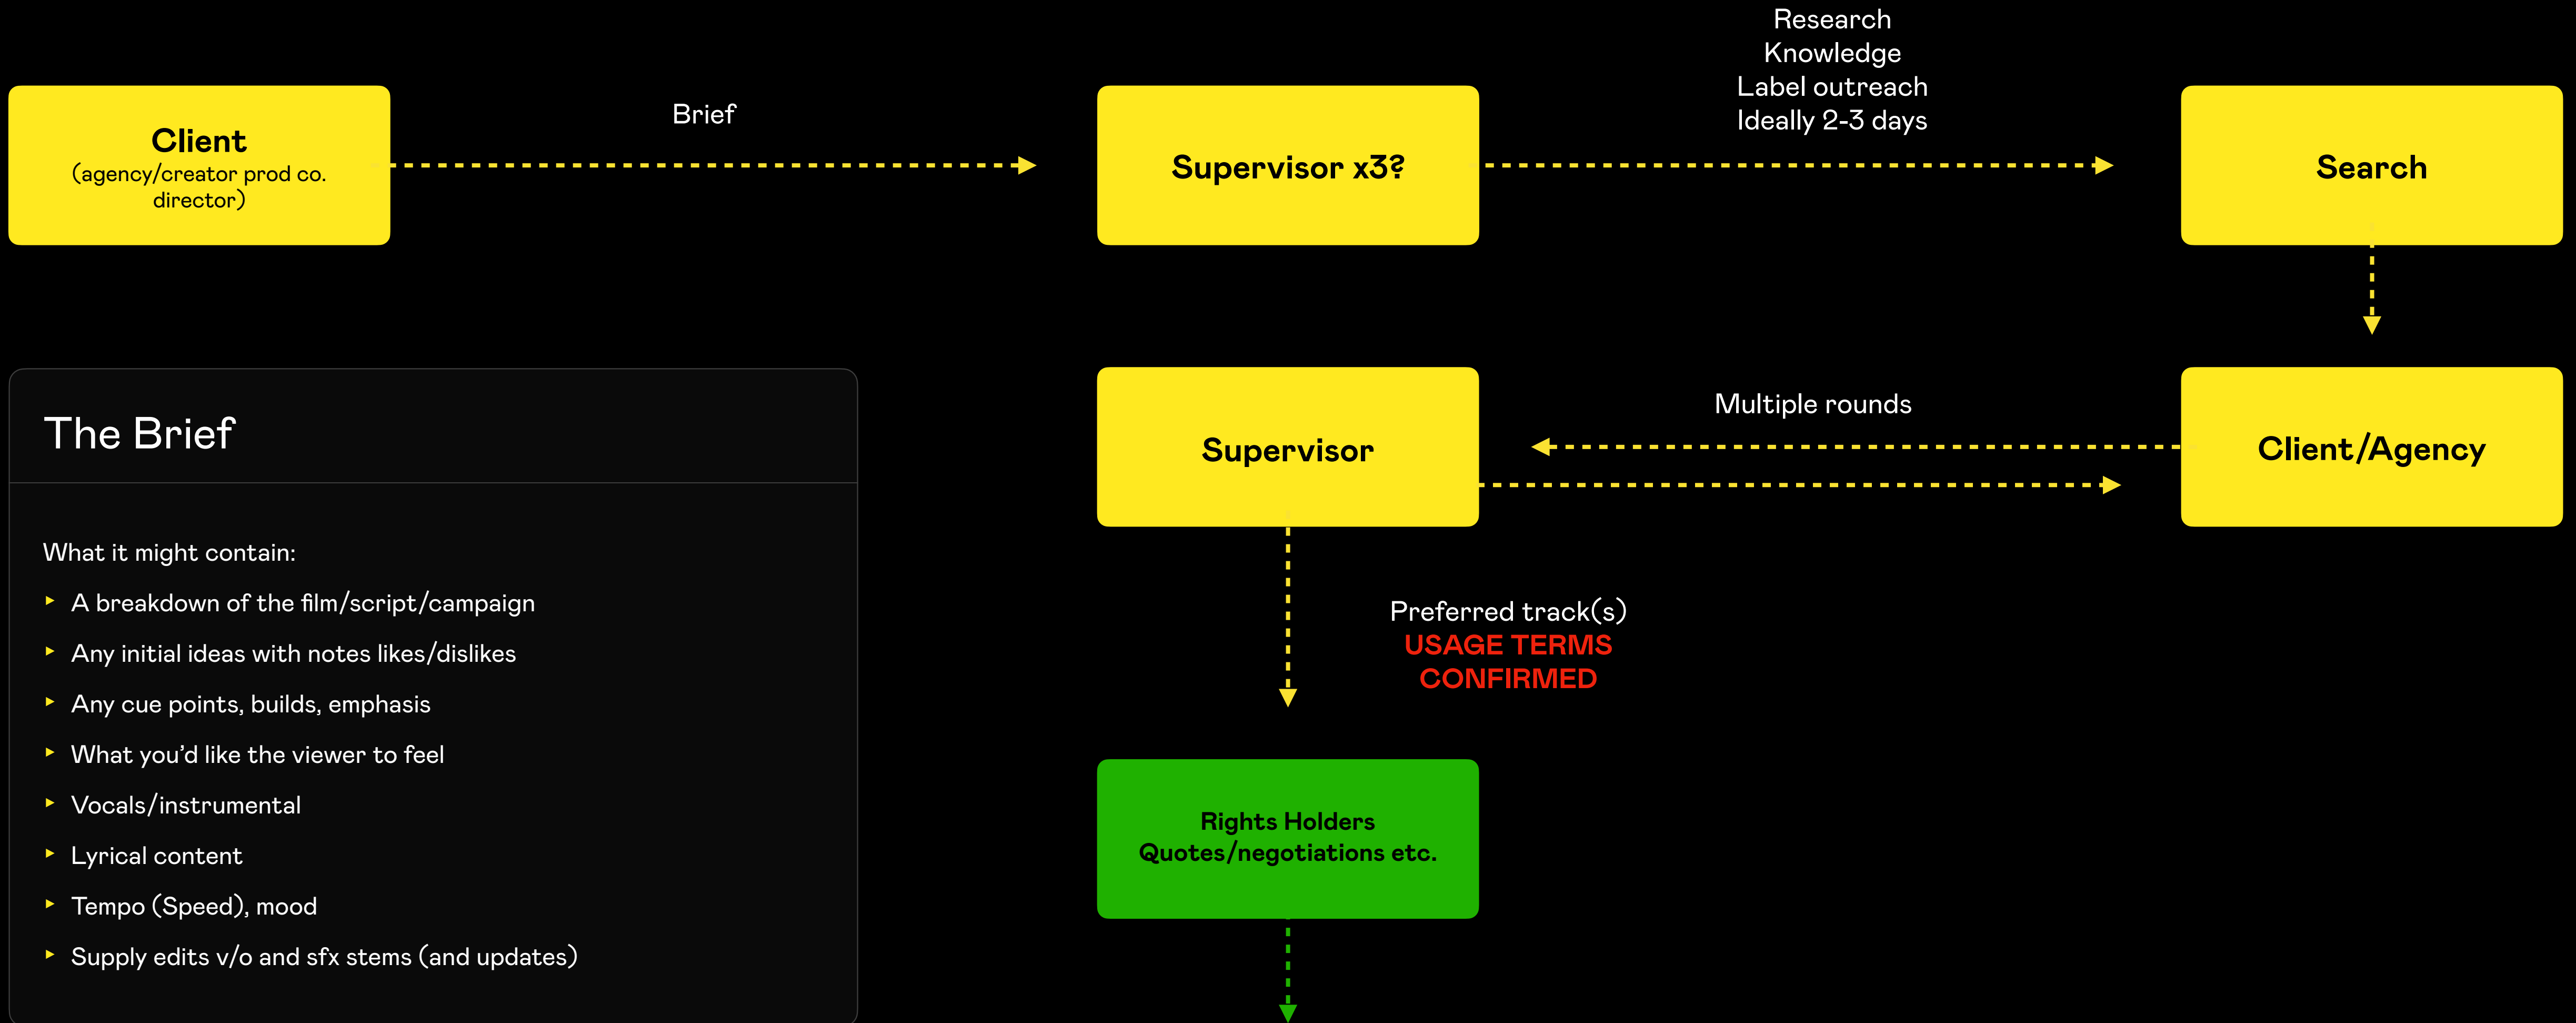 Research
Knowledge
Label outreach
Ideally 2-3 days
Client
(agency/creator prod co.
director)
Brief
Supervisor x3?
Search
Supervisor
Multiple rounds
Client/Agency
The Brief
What it might contain:
A breakdown of the film/script/campaign
Any initial ideas with notes likes/dislikes
Any cue points, builds, emphasis
What you’d like the viewer to feel
Vocals/instrumental
Lyrical content
Tempo (Speed), mood
Supply edits v/o and sfx stems (and updates)
Preferred track(s)
USAGE TERMS
CONFIRMED
Rights Holders
Quotes/negotiations etc.